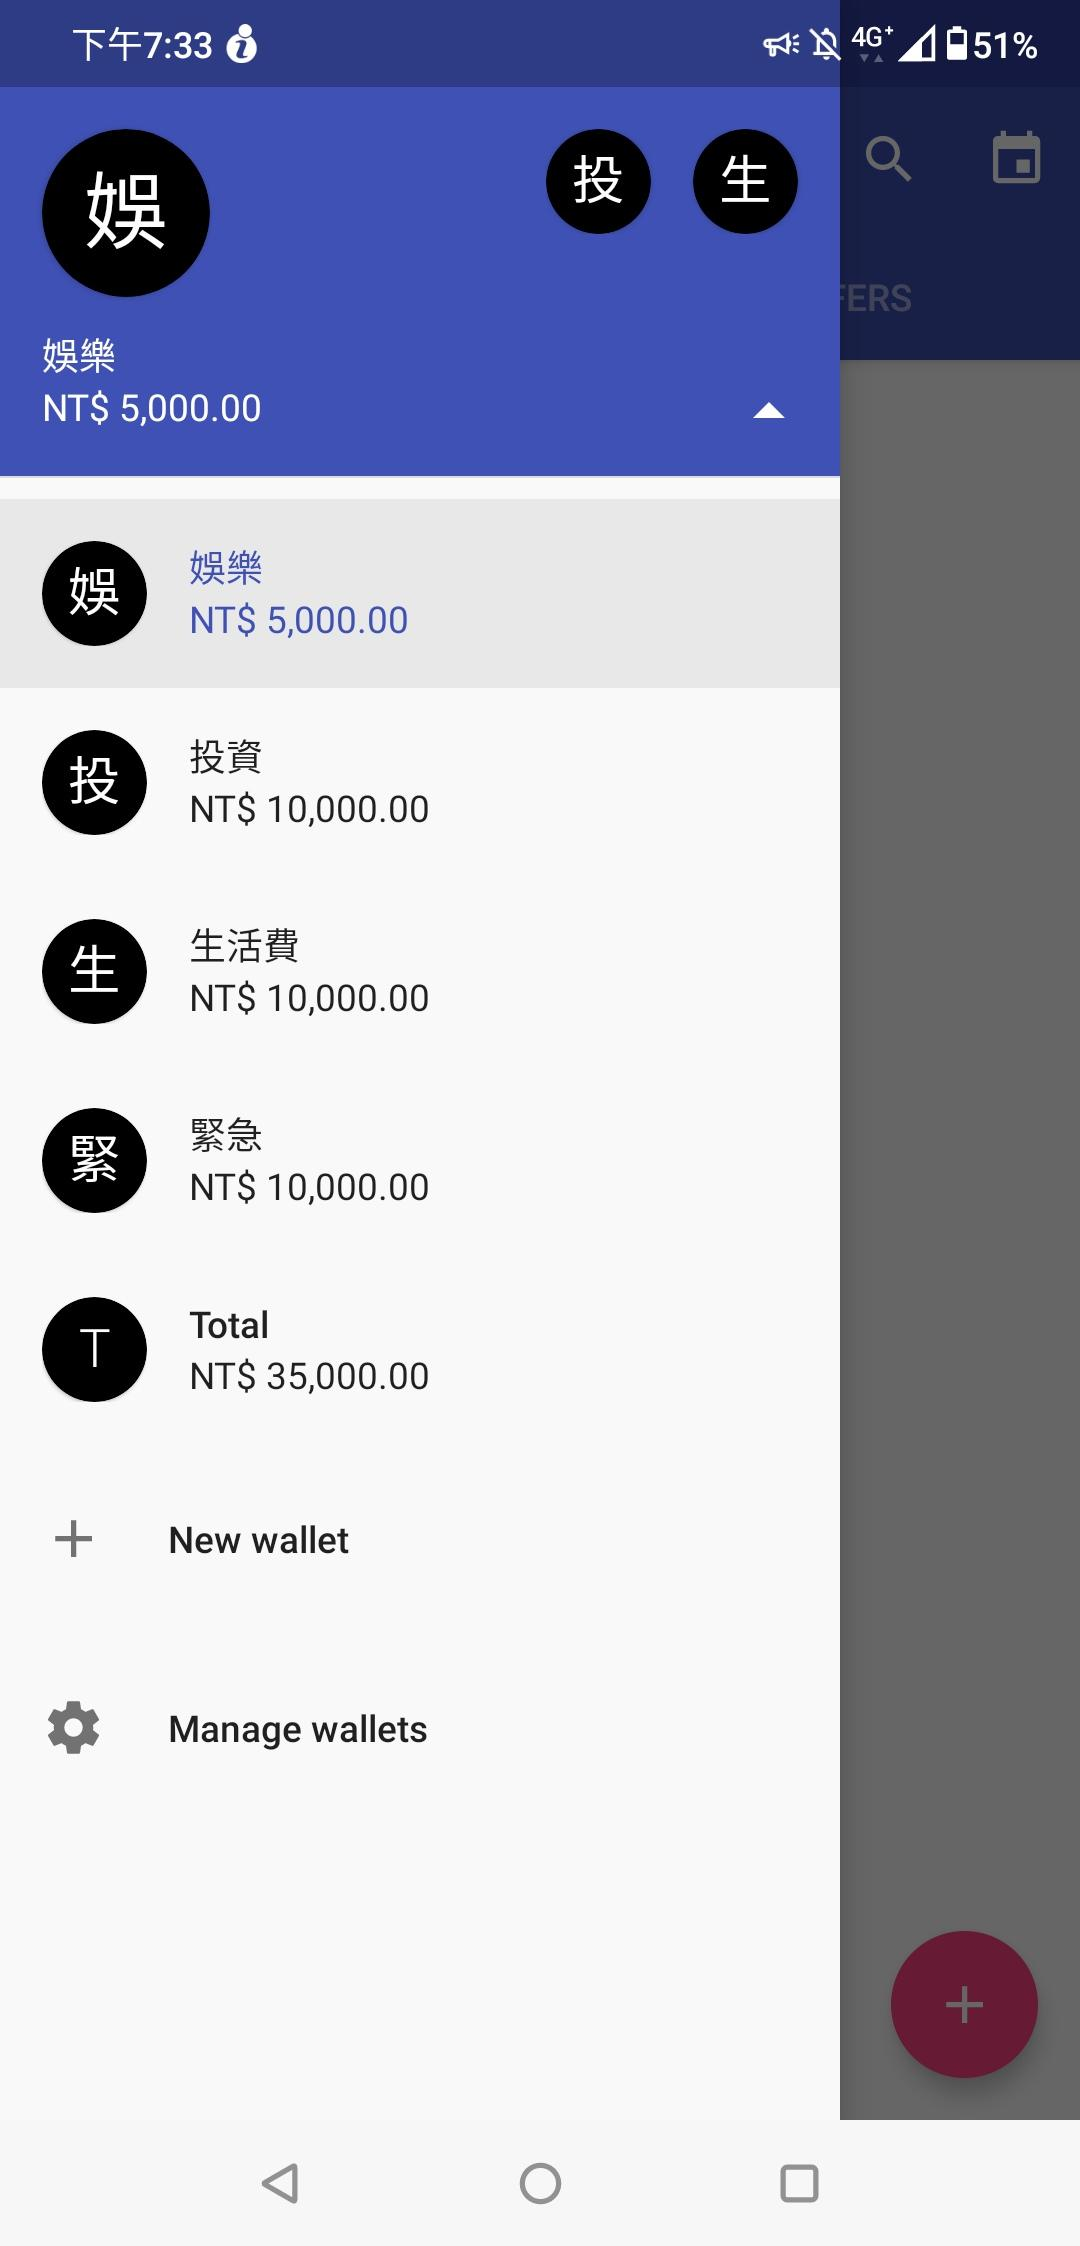 下午7:33
4G+ 51%
娛 投 生
FERS
娛樂
NT$ 5,000.00
娛
娛樂
NT$ 5,000.00
投
投資
NT$ 10,000.00
生
生活費
NT$ 10,000.00
緊
緊急
NT$ 10,000.00
T
Total
NT$ 35,000.00
New wallet
Manage wallets